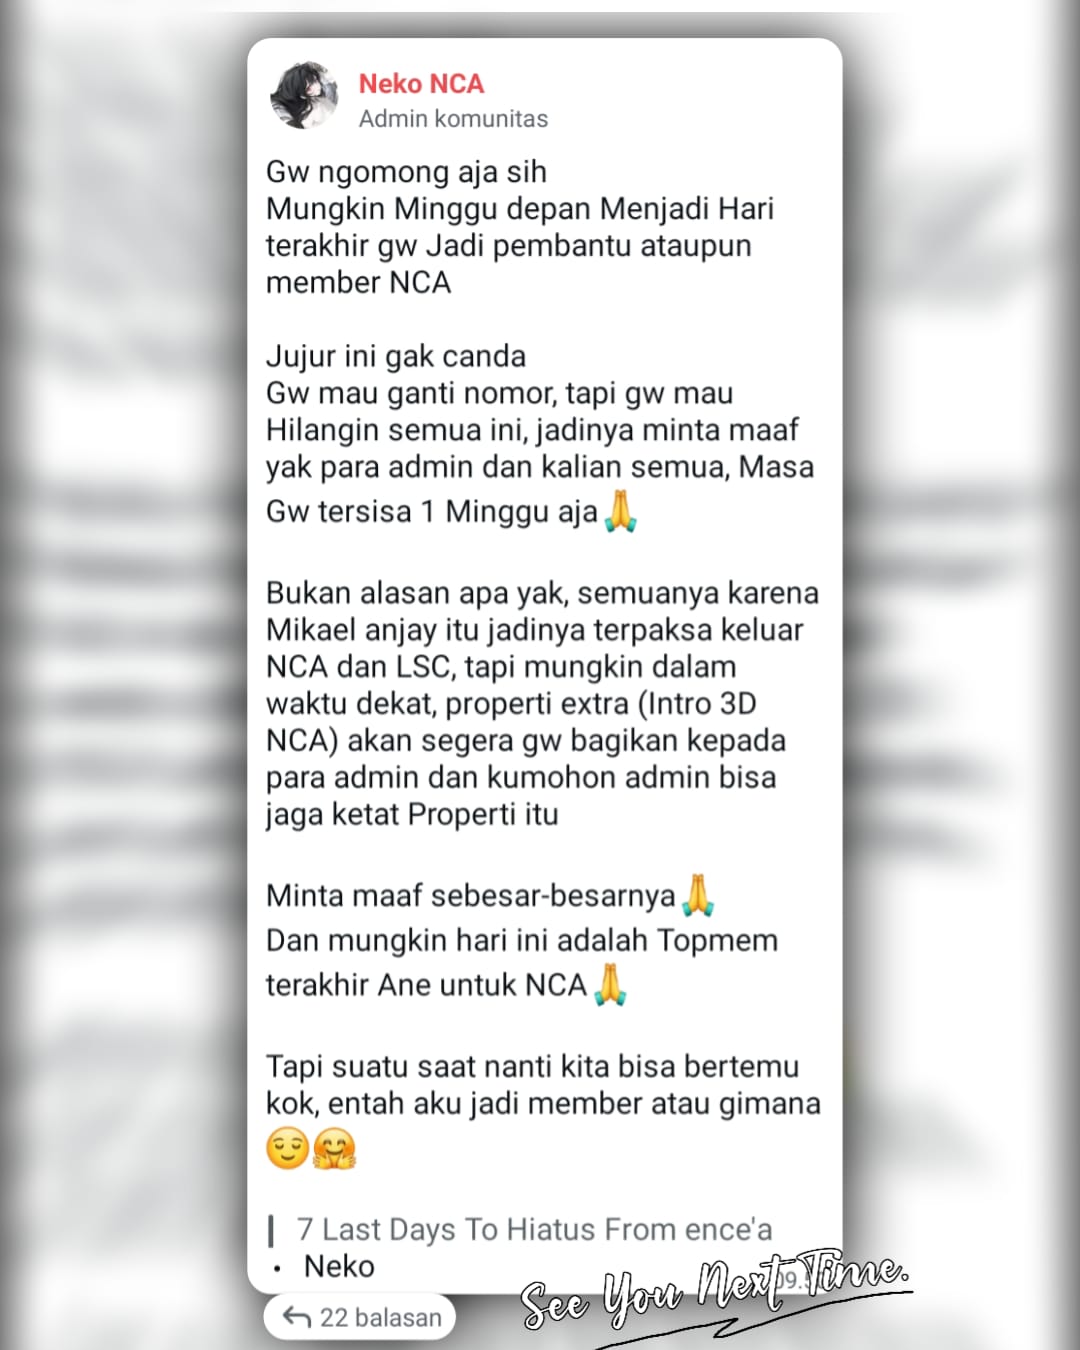 Neko NCA
Admin komunitas
Gw ngomong aja sih
Mungkin Minggu depan Menjadi Hari
terakhir gw Jadi pembantu ataupun
member NCA
Jujur ini gak canda
Gw mau ganti nomor, tapi gw mau
Hilangin semua ini, jadinya minta maaf
yak para admin dan kalian semua, Masa
Gw tersisa 1 Minggu aja🙏
Bukan alasan apa yak, semuanya karena
Mikael anjay itu jadinya terpaksa keluar
NCA dan LSC, tapi mungkin dalam
waktu dekat, properti extra (Intro 3D
NCA) akan segera gw bagikan kepada
para admin dan kumohon admin bisa
jaga ketat Properti itu
Minta maaf sebesar-besarnya🙏
Dan mungkin hari ini adalah Topmem
terakhir Ane untuk NCA🙏
Tapi suatu saat nanti kita bisa bertemu
kok, entah aku jadi member atau gimana
😌🤗
7 Last Days To Hiatus From ence'a
• Neko
22 balasan
See You Next Time.